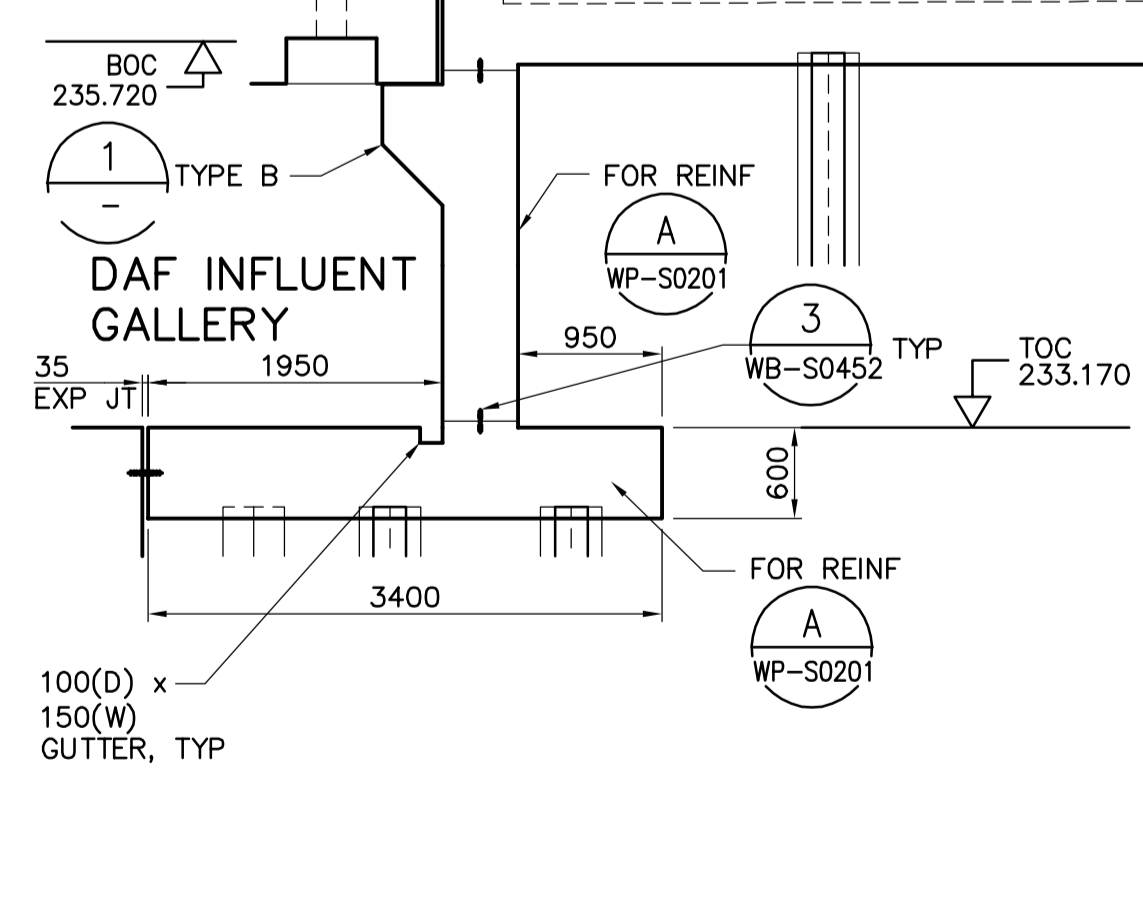 BOC
235.720
1
–
TYPE B
FOR REINF
A
WP–S0201
DAF INFLUENT
GALLERY
3
WB–S0452
TYP
TOC
233.170
35
EXP JT
1950
950
600
3400
FOR REINF
A
WP–S0201
100(D) x
150(W)
GUTTER, TYP